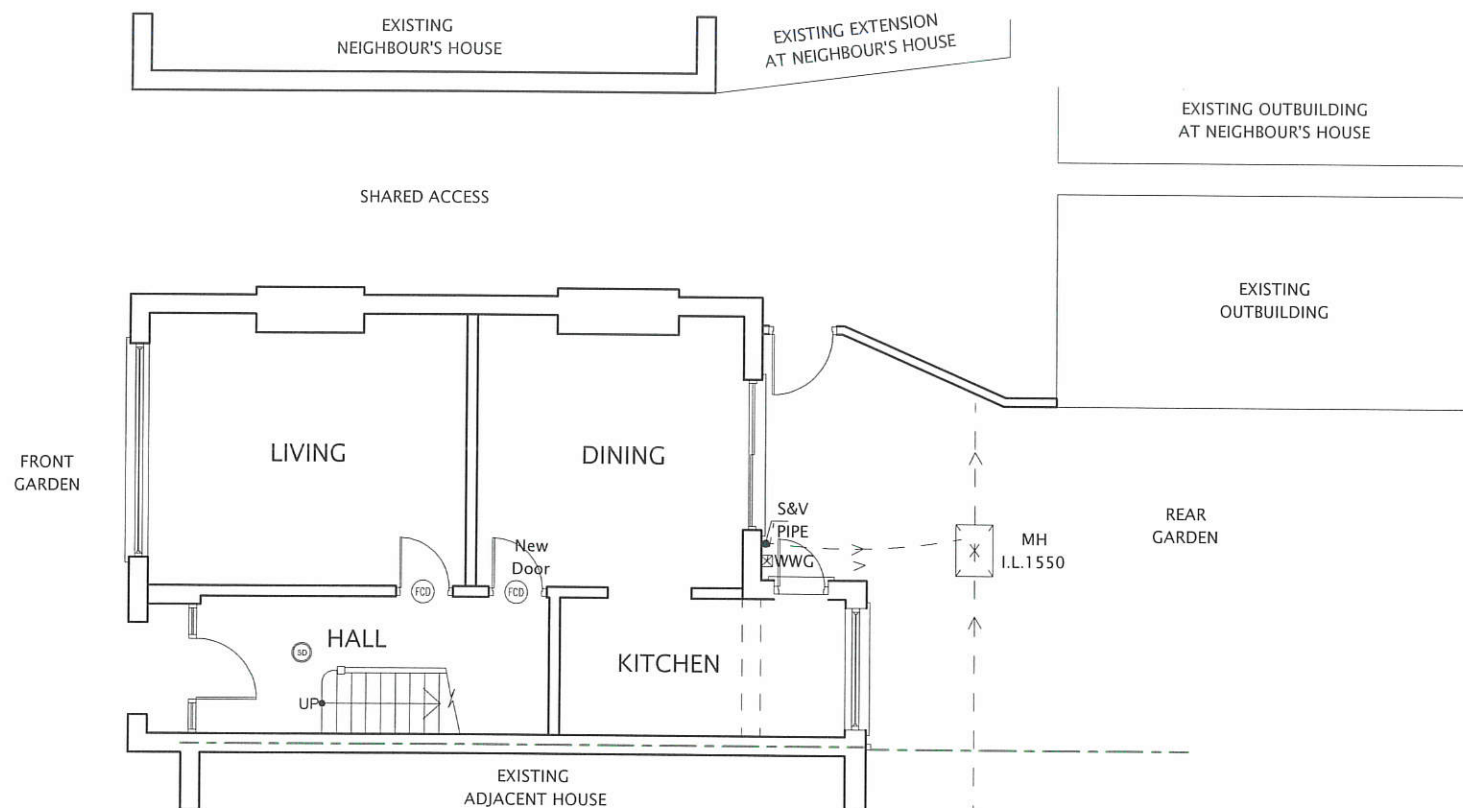 EXISTING
NEIGHBOUR'S HOUSE
EXISTING EXTENSION
AT NEIGHBOUR'S HOUSE
EXISTING OUTBUILDING
AT NEIGHBOUR'S HOUSE
SHARED ACCESS
EXISTING
OUTBUILDING
FRONT
GARDEN
LIVING
DINING
S&V
PIPE
WWG
MH
I.L.1550
REAR
GARDEN
New
Door
FCD
FCD
HALL
SD
KITCHEN
UP
EXISTING
ADJACENT HOUSE